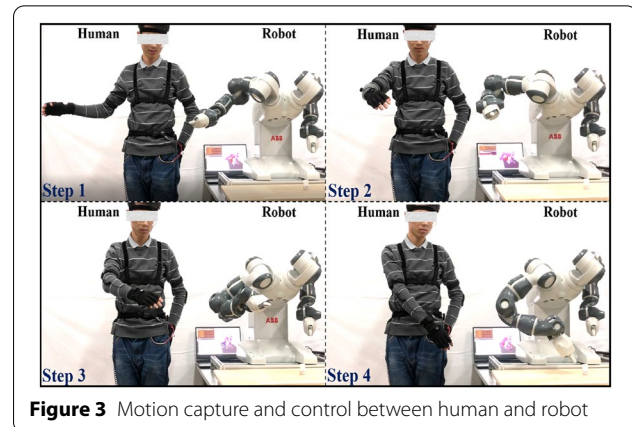 Human Robot
ABB
Step 1
Human Robot
ABB
Step 2
Human Robot
ABB
Step 3
Human Robot
ABB
Step 4
Figure 3 Motion capture and control between human and robot